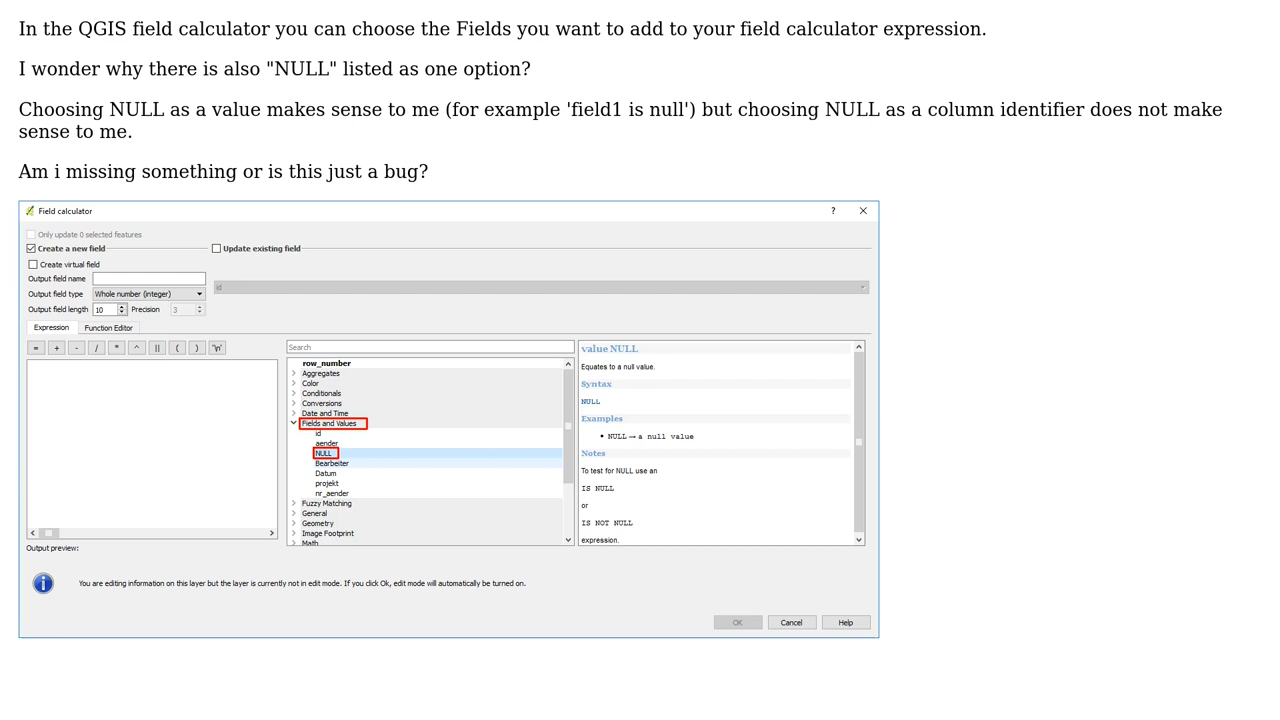 In the QGIS field calculator you can choose the Fields you want to add to your field calculator expression.
I wonder why there is also "NULL" listed as one option?
Choosing NULL as a value makes sense to me (for example 'field1 is null') but choosing NULL as a column identifier does not make
sense to me.
Am i missing something or is this just a bug?
Field calculator
?
Only update 0 selected features
Create a new field
Update existing field
Create virtual field
Output field name
Output field type Whole number (integer)
id
Output field length 10 Precision 3
Expression Function Editor
= + - / * ^ || ( ) '\n'
Search
row_number
Aggregates
Color
Conditionals
Conversions
Date and Time
Fields and Values
id
aender
NULL
Bearbeiter
Datum
projekt
nr_aender
Fuzzy Matching
General
Geometry
Image Footprint
Math
value NULL
Equates to a null value.
Syntax
NULL
Examples
• NULL → a null value
Notes
To test for NULL use an
IS NULL
or
IS NOT NULL
expression.
Output preview:
You are editing information on this layer but the layer is currently not in edit mode. If you click Ok, edit mode will automatically be turned on.
OK Cancel Help